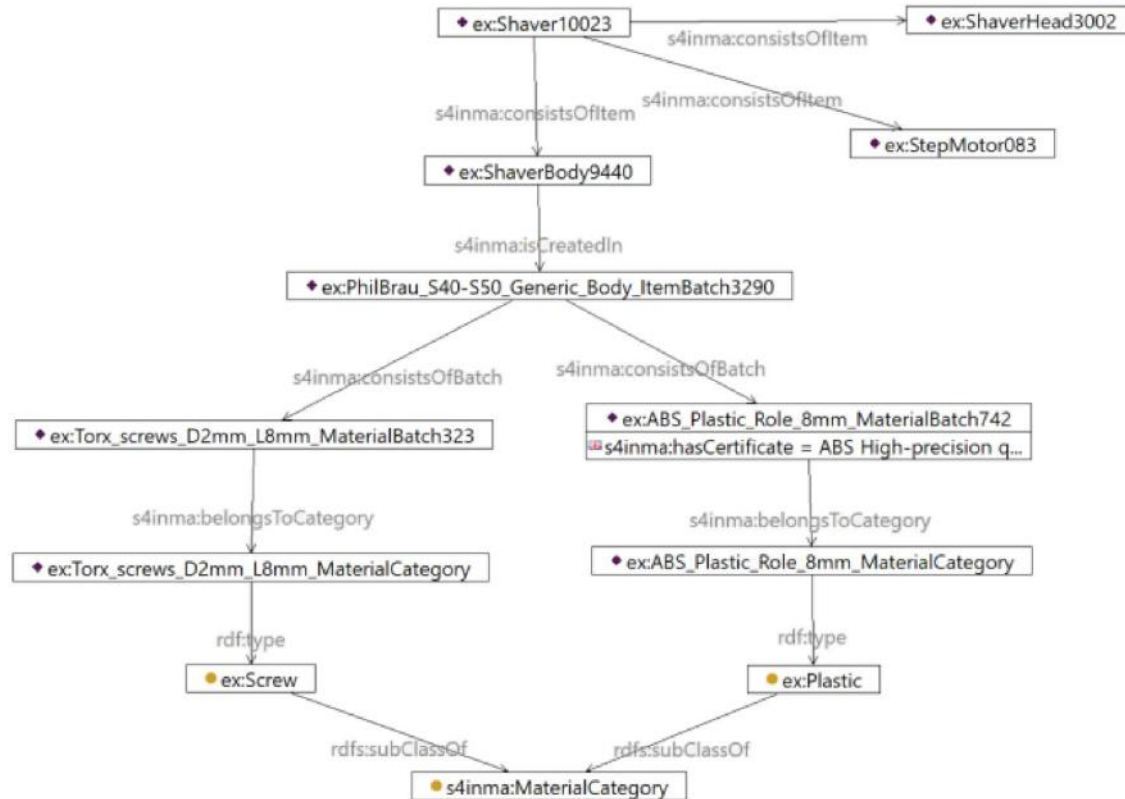 ex:Shaver10023
ex:ShaverHead3002
s4inma:consistsOfItem
s4inma:consistsOfItem
s4inma:consistsOfItem
ex:StepMotor083
ex:ShaverBody9440
s4inma:isCreatedIn
ex:PhilBrau_S40-S50_Generic_Body_ItemBatch3290
s4inma:consistsOfBatch
s4inma:consistsOfBatch
ex:Torx_screws_D2mm_L8mm_MaterialBatch323
ex:ABS_Plastic_Role_8mm_MaterialBatch742
s4inma:hasCertificate = ABS High-precision q...
s4inma:belongsToCategory
s4inma:belongsToCategory
ex:Torx_screws_D2mm_L8mm_MaterialCategory
ex:ABS_Plastic_Role_8mm_MaterialCategory
rdf:type
rdf:type
ex:Screw
ex:Plastic
rdfs:subClassOf
rdfs:subClassOf
s4inma:MaterialCategory